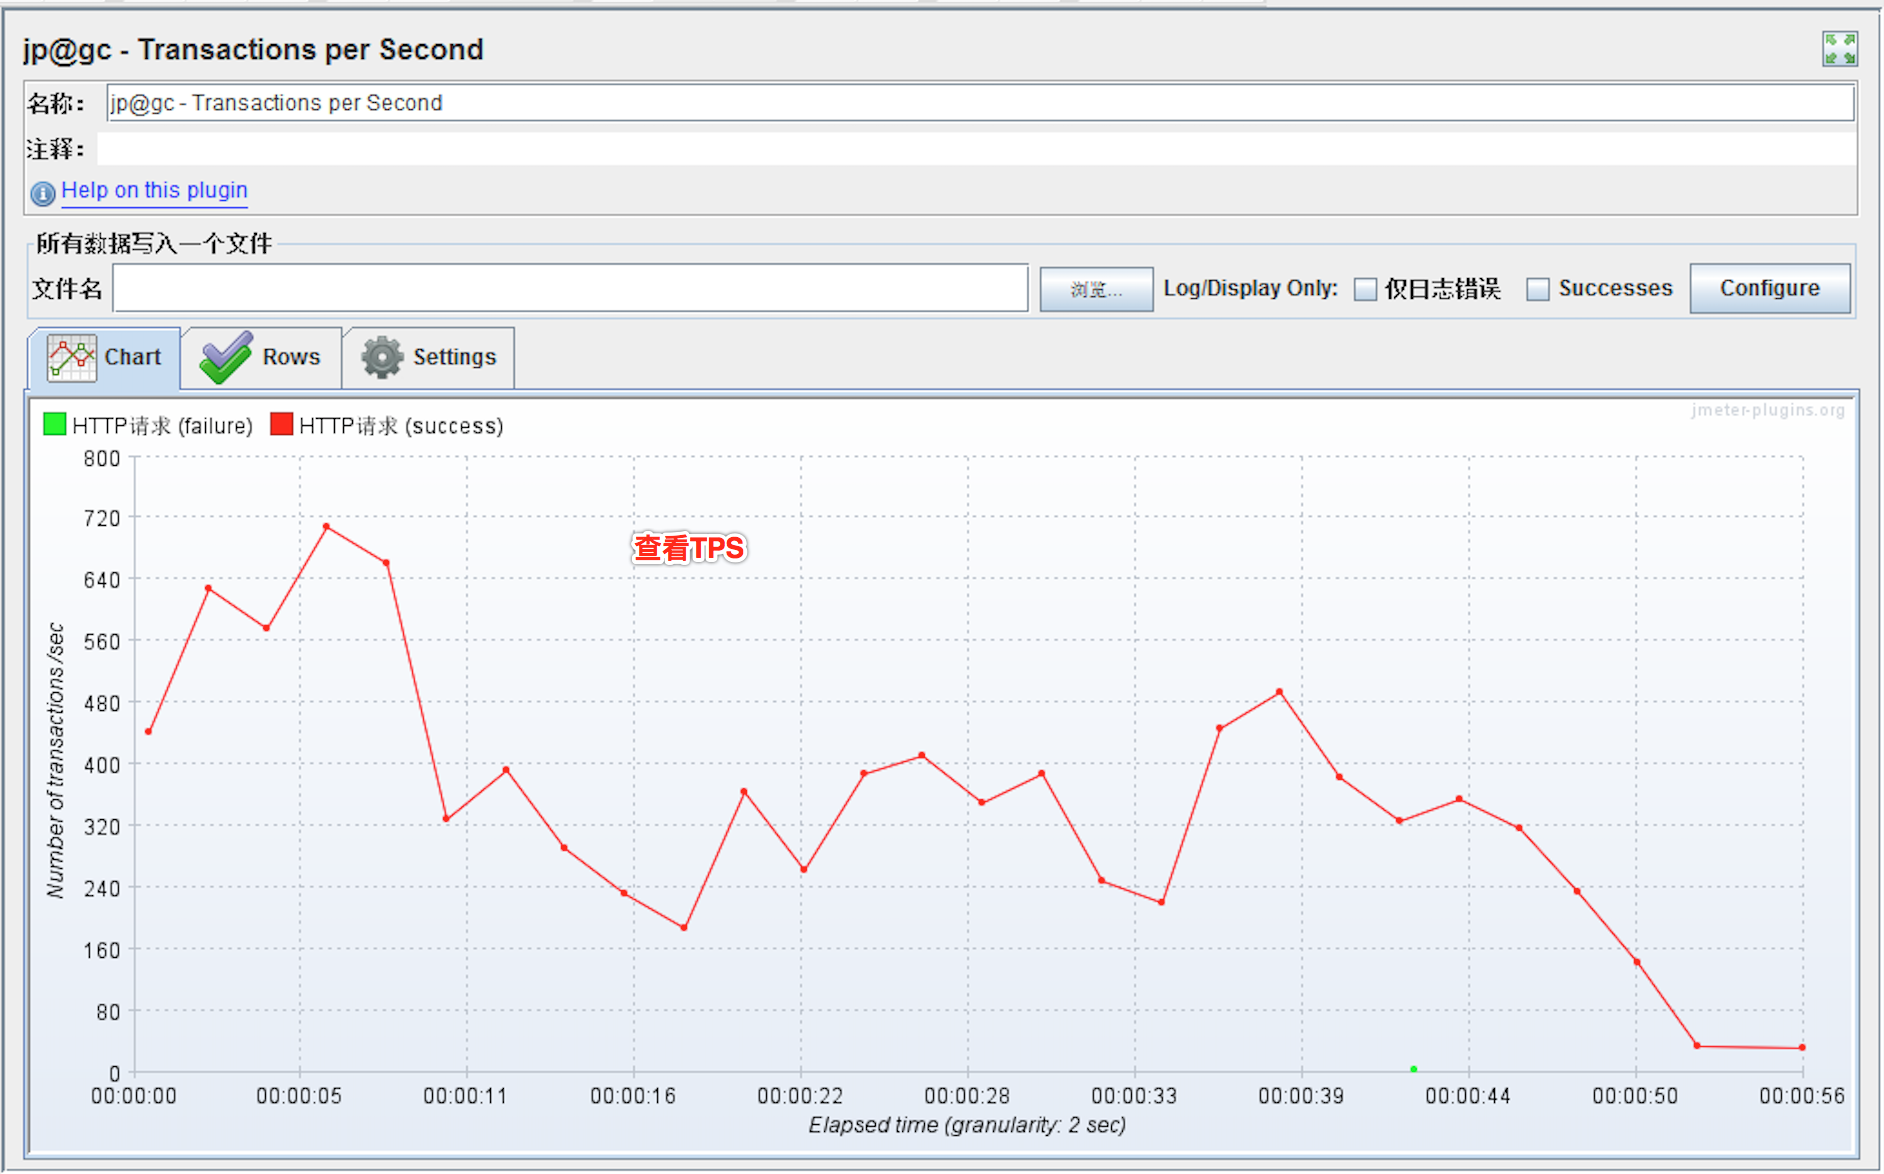 jp@gc - Transactions per Second
名称： jp@gc - Transactions per Second
注释：
Help on this plugin
所有数据写入一个文件
文件名 浏览... Log/Display Only: 仅日志错误 Successes Configure
Chart Rows Settings
jmeter-plugins.org
HTTP请求 (failure) HTTP请求 (success)
查看TPS
800
720
640
560
480
400
320
240
160
80
0
Number of transactions /sec
00:00:00 00:00:05 00:00:11 00:00:16 00:00:22 00:00:28 00:00:33 00:00:39 00:00:44 00:00:50 00:00:56
Elapsed time (granularity: 2 sec)